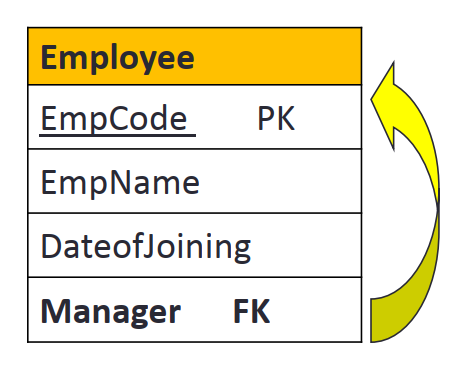 Employee
EmpCode PK
EmpName
DateofJoining
Manager FK